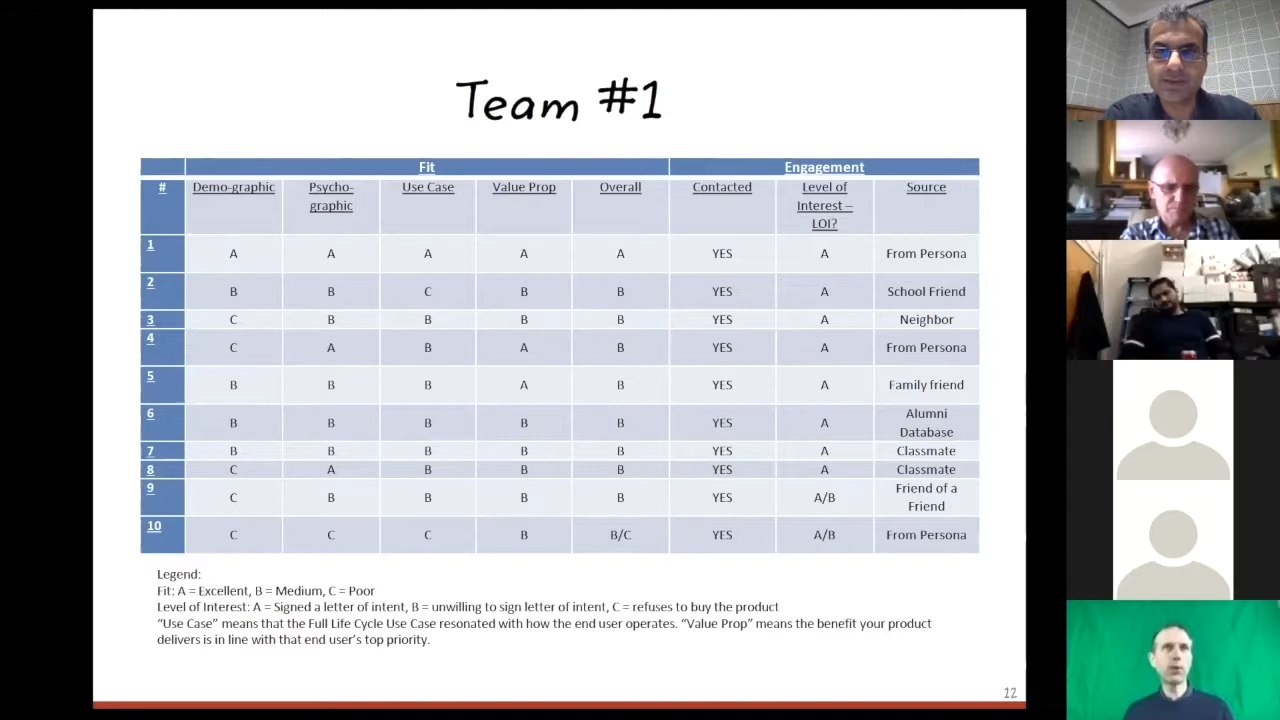 Team #1
Fit Engagement
# Demo-graphic Psycho- Use Case Value Prop Overall Contacted Level of Source
graphic Interest –
LOI?
1 A A A A A YES A From Persona
2 B B C B B YES A School Friend
3 C B B B B YES A Neighbor
4 C A B A B YES A From Persona
5 B B B A B YES A Family friend
6 B B B B B YES A Alumni
Database
7 B B B B B YES A Classmate
8 C A B B B YES A Classmate
9 C B B B B YES A/B Friend of a
Friend
10 C C C B B/C YES A/B From Persona
Legend:
Fit: A = Excellent, B = Medium, C = Poor
Level of Interest: A = Signed a letter of intent, B = unwilling to sign letter of intent, C = refuses to buy the product
“Use Case” means that the Full Life Cycle Use Case resonated with how the end user operates. “Value Prop” means the benefit your product
delivers is in line with that end user’s top priority.
12